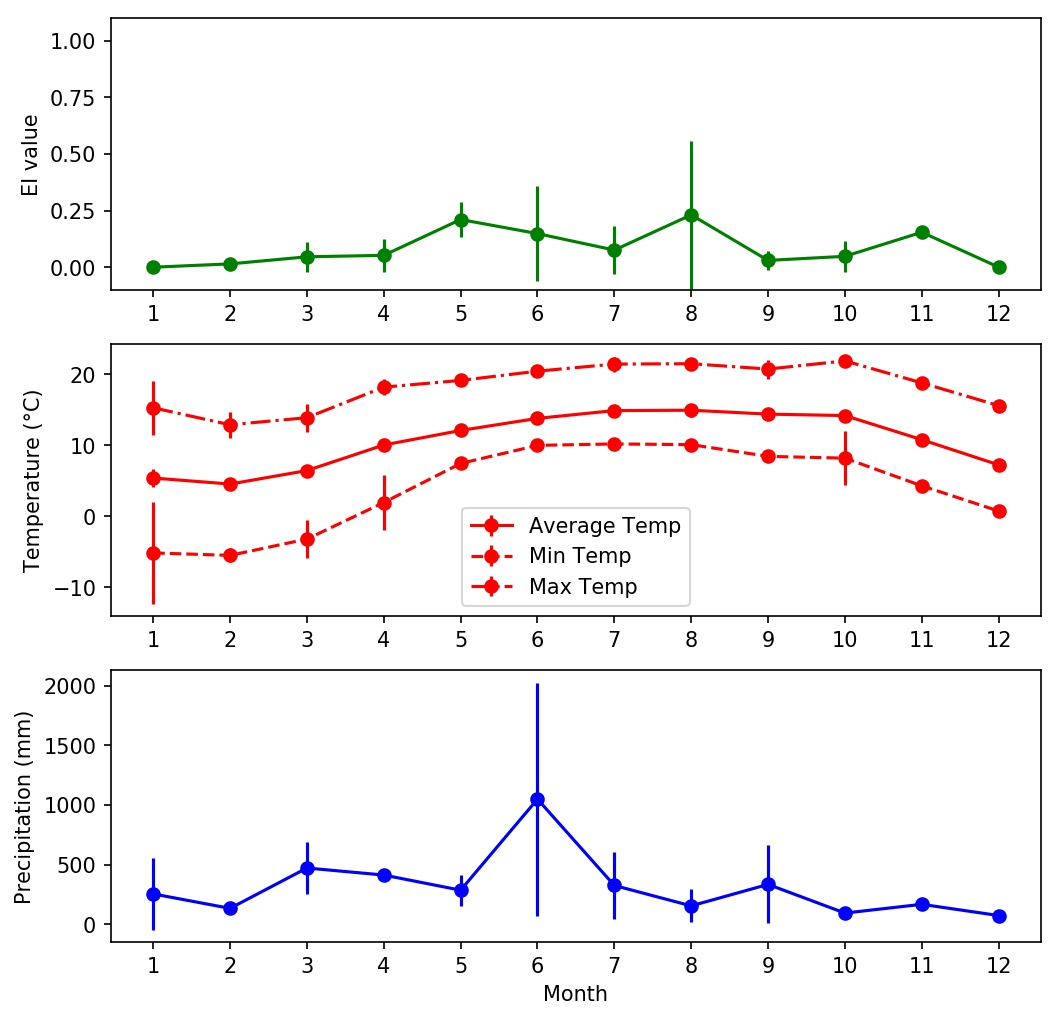 1.00
0.75
0.50
0.25
0.00
EI value
1 2 3 4 5 6 7 8 9 10 11 12
20
10
0
−10
Temperature (°C)
Average Temp
Min Temp
Max Temp
1 2 3 4 5 6 7 8 9 10 11 12
2000
1500
1000
500
0
Precipitation (mm)
1 2 3 4 5 6 7 8 9 10 11 12
Month